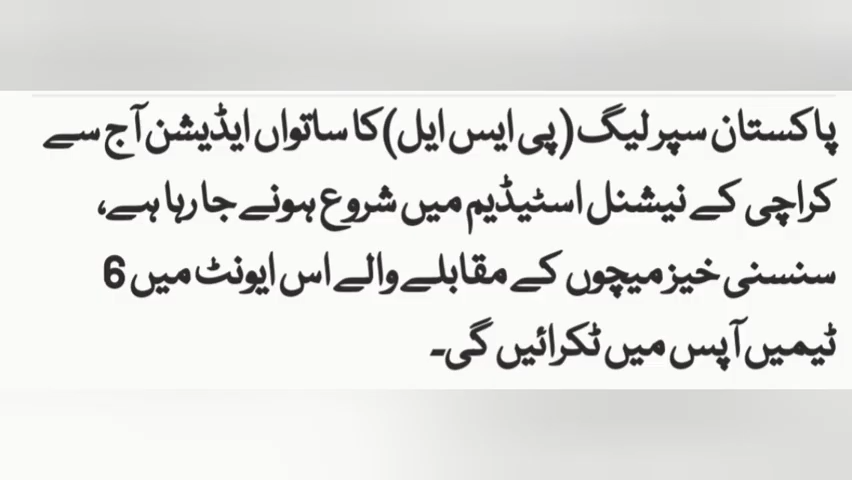 پاکستان سپر لیگ (پی ایس ایل) کا ساتواں ایڈیشن آج سے
کراچی کے نیشنل اسٹیڈیم میں شروع ہونے جا رہا ہے،
سنسنی خیز میچوں کے مقابلے والے اس ایونٹ میں 6
ٹیمیں آپس میں ٹکرائیں گی۔